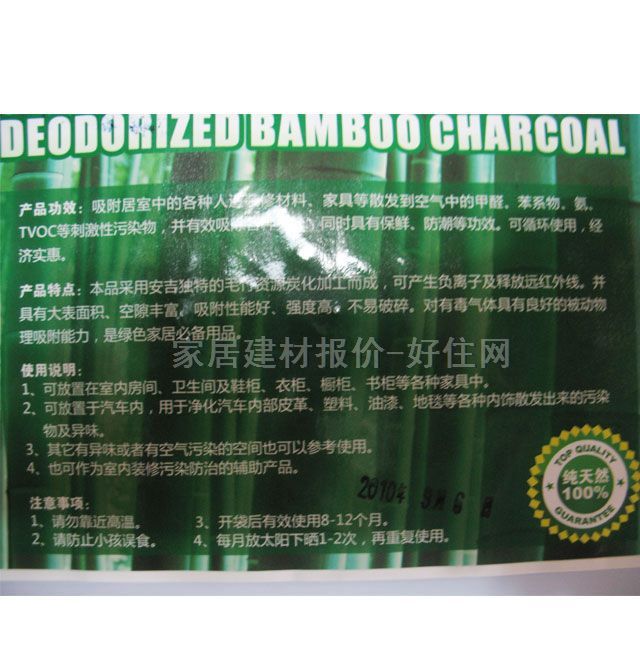 DEODORIZED BAMBOO CHARCOAL
产品功效：吸附居室中的各种人造装修材料、家具等散发到空气中的甲醛、苯系物、氨、
TVOC等刺激性污染物，并有效吸除 同时具有保鲜、防潮等功效。可循环使用，经
济实惠。
产品特点：本品采用安吉独特的毛竹资源炭化加工而成，可产生负离子及释放远红外线。并
具有大表面积、空隙丰富、吸附性能好、强度高、不易破碎。对有毒气体具有良好的被动物
理吸附能力，是绿色家居必备用品
家居建材报价-好住网
使用说明：
1、可放置在室内房间、卫生间及鞋柜、衣柜、橱柜、书柜等各种家具中。
2、可放置于汽车内，用于净化汽车内部皮革、塑料、油漆、地毯等各种内饰散发出来的污染
物及异味。
3、其它有异味或者有空气污染的空间也可以参考使用。
4、也可作为室内装修污染防治的辅助产品。
TOP QUALITY
纯天然
100%
GUARANTEE
2010年 9月 6 日
注意事项：
1、请勿靠近高温。 3、开袋后有效使用8-12个月。
2、请防止小孩误食。 4、每月放太阳下晒1-2次，再重复使用。